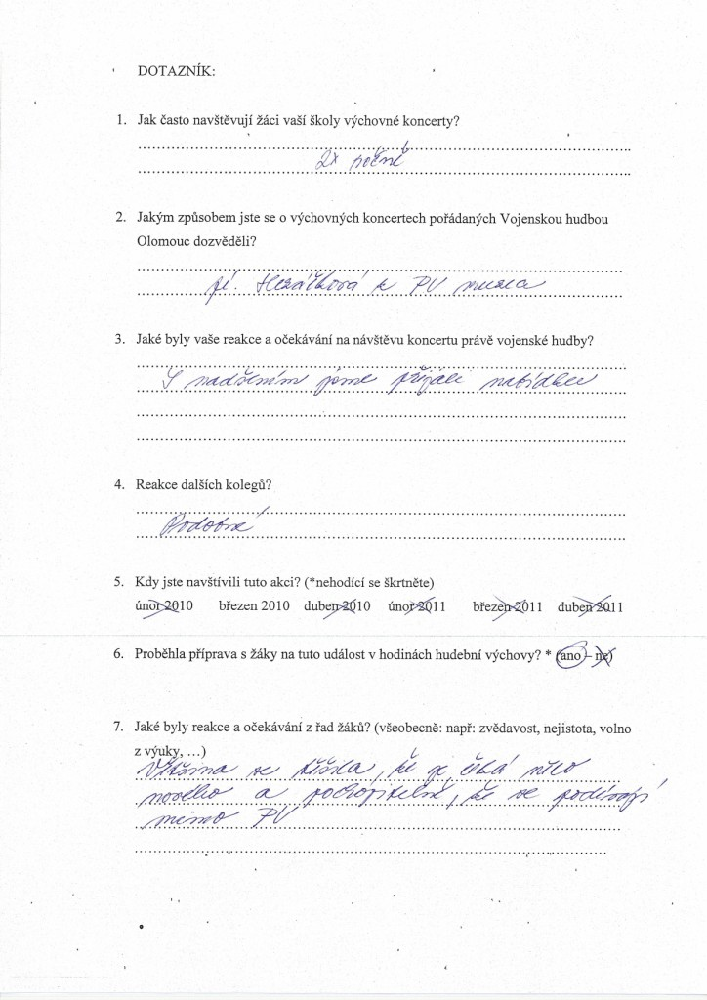 DOTAZNÍK:
1. Jak často navštěvují žáci vaší školy výchovné koncerty?
2x ročně
2. Jakým způsobem jste se o výchovných koncertech pořádaných Vojenskou hudbou
Olomouc dozvěděli?
pí. z PV muzea
3. Jaké byly vaše reakce a očekávání na návštěvu koncertu právě vojenské hudby?
S nadšením jsme přijali nabídku
4. Reakce dalších kolegů?
Podobné
5. Kdy jste navštívili tuto akci? (*nehodící se škrtněte)
únor 2010 březen 2010 duben 2010 únor 2011 březen 2011 duben 2011
6. Proběhla příprava s žáky na tuto událost v hodinách hudební výchovy? * (ano – ne)
7. Jaké byly reakce a očekávání z řad žáků? (všeobecně: např: zvědavost, nejistota, volno
z výuky, …)
Většina se těšila, že je čeká něco
nového a pochopitelně, že se podívají
mimo PV